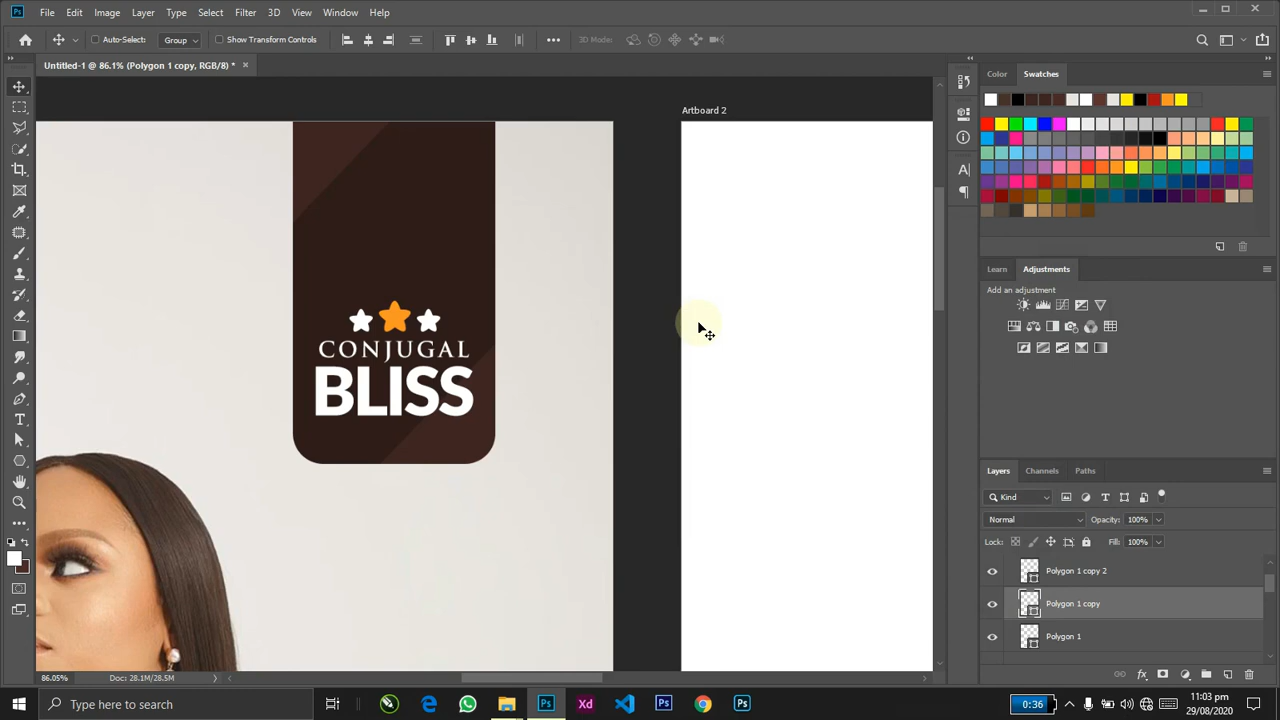 File Edit Image Layer Type Select Filter 3D View Window Help
Auto-Select: Group Show Transform Controls 3D Mode:
Untitled-1 @ 86.1% (Polygon 1 copy, RGB/8) *
Color Swatches
Artboard 2
CONJUGAL
BLISS
Learn Adjustments
Add an adjustment
Layers Channels Paths
Kind
Normal Opacity: 100%
Lock: Fill: 100%
Polygon 1 copy 2
Polygon 1 copy
Polygon 1
86.05% Doc: 28.1M/28.5M
Type here to search
0:36
11:03 pm
29/08/2020